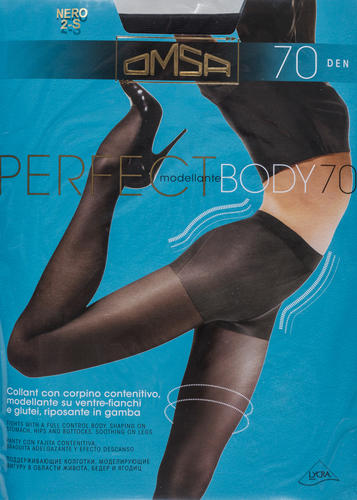 NERO
2-S
OMSA
70 DEN
PERFECT BODY 70
modellante
Collant con corpino contenitivo,
modellante su ventre-fianchi
e glutei, riposante in gamba
TIGHTS WITH A FULL CONTROL BODY. SHAPING ON
STOMACH, HIPS AND BUTTOCKS. SOOTHING ON LEGS
PANTY CON FAJITA CONTENITIVA.
BRAGUITA ADELGAZANTE Y EFECTO DESCANSO
ПОДДЕРЖИВАЮЩИЕ КОЛГОТКИ, МОДЕЛИРУЮЩИЕ
ФИГУРУ В ОБЛАСТИ ЖИВОТА, БЕДЕР И ЯГОДИЦ
LYCRA